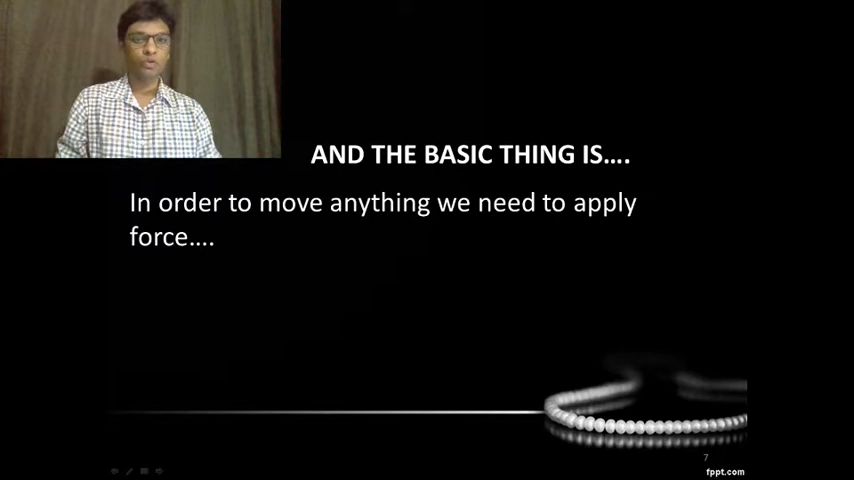 AND THE BASIC THING IS....
In order to move anything we need to apply
force....
7
fppt.com